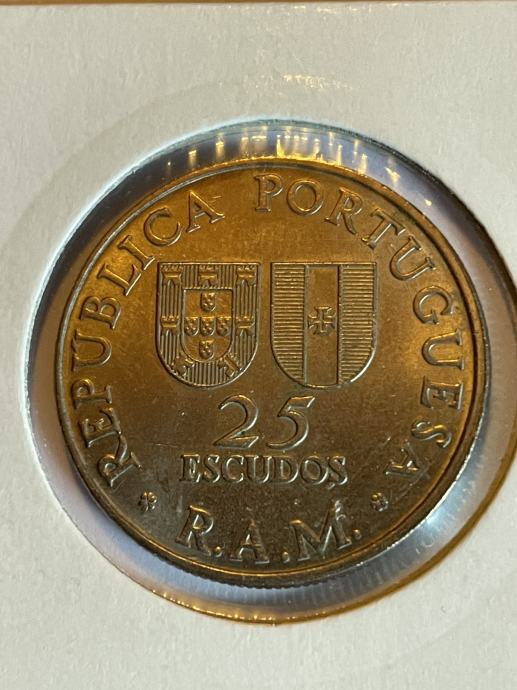 REPUBLICA PORTUGUESA
25
ESCUDOS
R.A.M.